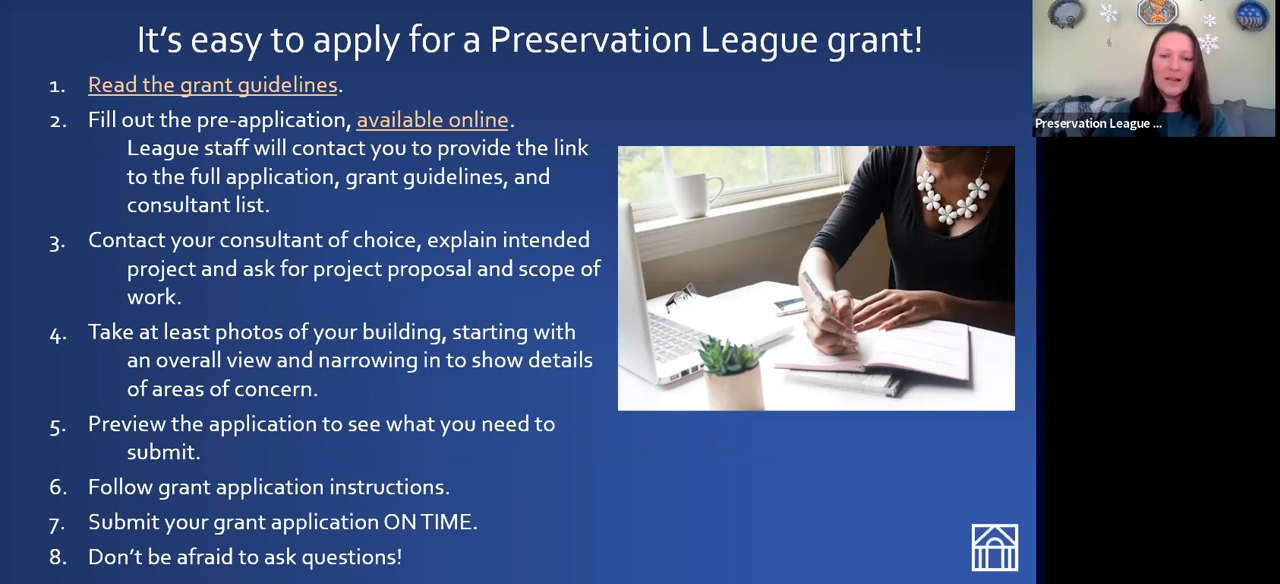 It's easy to apply for a Preservation League grant!
1. Read the grant guidelines.
2. Fill out the pre-application, available online.
League staff will contact you to provide the link
to the full application, grant guidelines, and
consultant list.
3. Contact your consultant of choice, explain intended
project and ask for project proposal and scope of
work.
4. Take at least photos of your building, starting with
an overall view and narrowing in to show details
of areas of concern.
5. Preview the application to see what you need to
submit.
6. Follow grant application instructions.
7. Submit your grant application ON TIME.
8. Don't be afraid to ask questions!
Preservation League ...